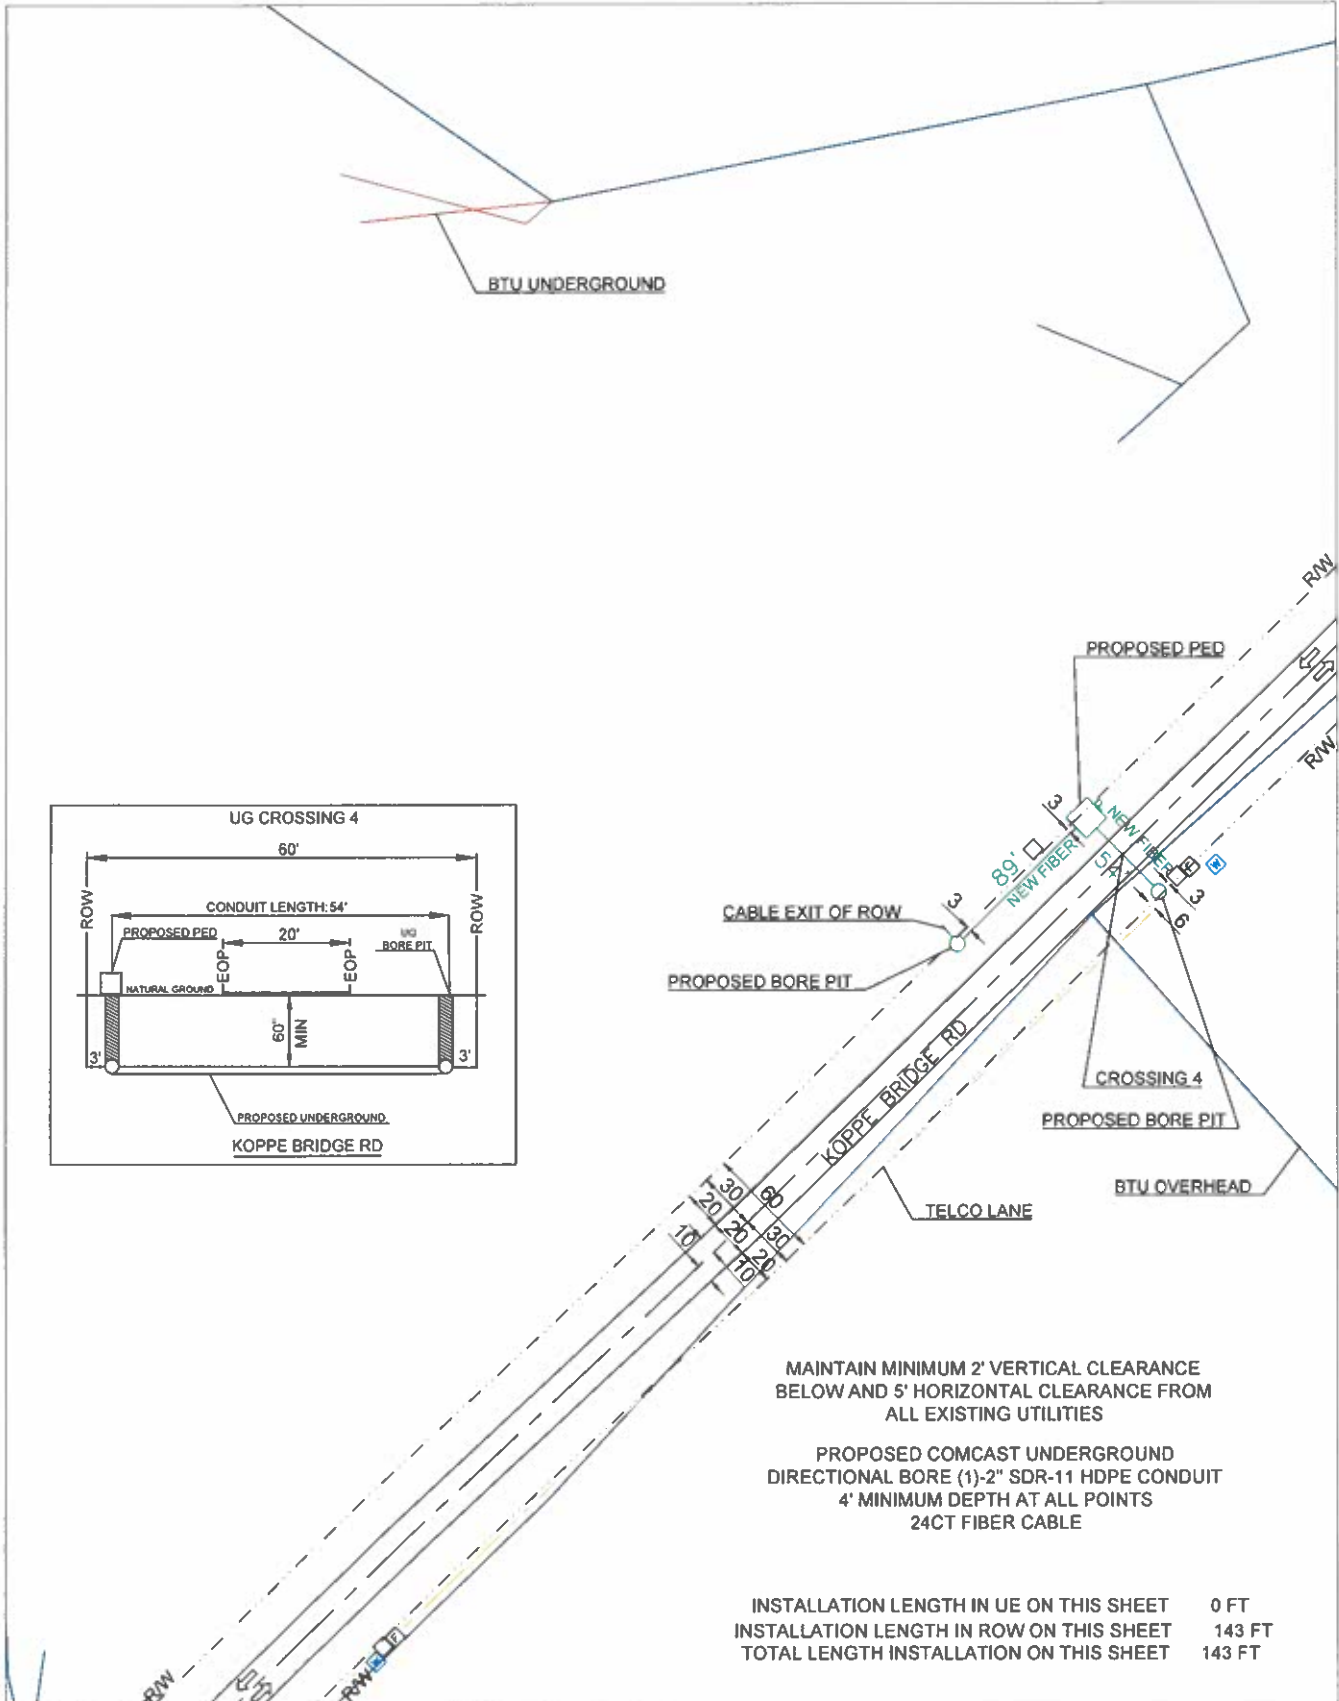 BTU UNDERGROUND
R/W
PROPOSED PED
R/W
3
NEW FIBER
89'
NEW FIBER
54'
F
W
3
6
3
CABLE EXIT OF ROW
PROPOSED BORE PIT
UG CROSSING 4
60'
ROW
ROW
CONDUIT LENGTH: 54'
PROPOSED PED
20'
UG
BORE PIT
EOP
EOP
NATURAL GROUND
60"
MIN
3'
3'
PROPOSED UNDERGROUND
KOPPE BRIDGE RD
KOPPE BRIDGE RD
CROSSING 4
PROPOSED BORE PIT
BTU OVERHEAD
TELCO LANE
30
60
20
20
30
10
20
10
MAINTAIN MINIMUM 2' VERTICAL CLEARANCE
BELOW AND 5' HORIZONTAL CLEARANCE FROM
ALL EXISTING UTILITIES
PROPOSED COMCAST UNDERGROUND
DIRECTIONAL BORE (1)-2" SDR-11 HDPE CONDUIT
4' MINIMUM DEPTH AT ALL POINTS
24CT FIBER CABLE
INSTALLATION LENGTH IN UE ON THIS SHEET 0 FT
INSTALLATION LENGTH IN ROW ON THIS SHEET 143 FT
TOTAL LENGTH INSTALLATION ON THIS SHEET 143 FT
F
R/W
R/W